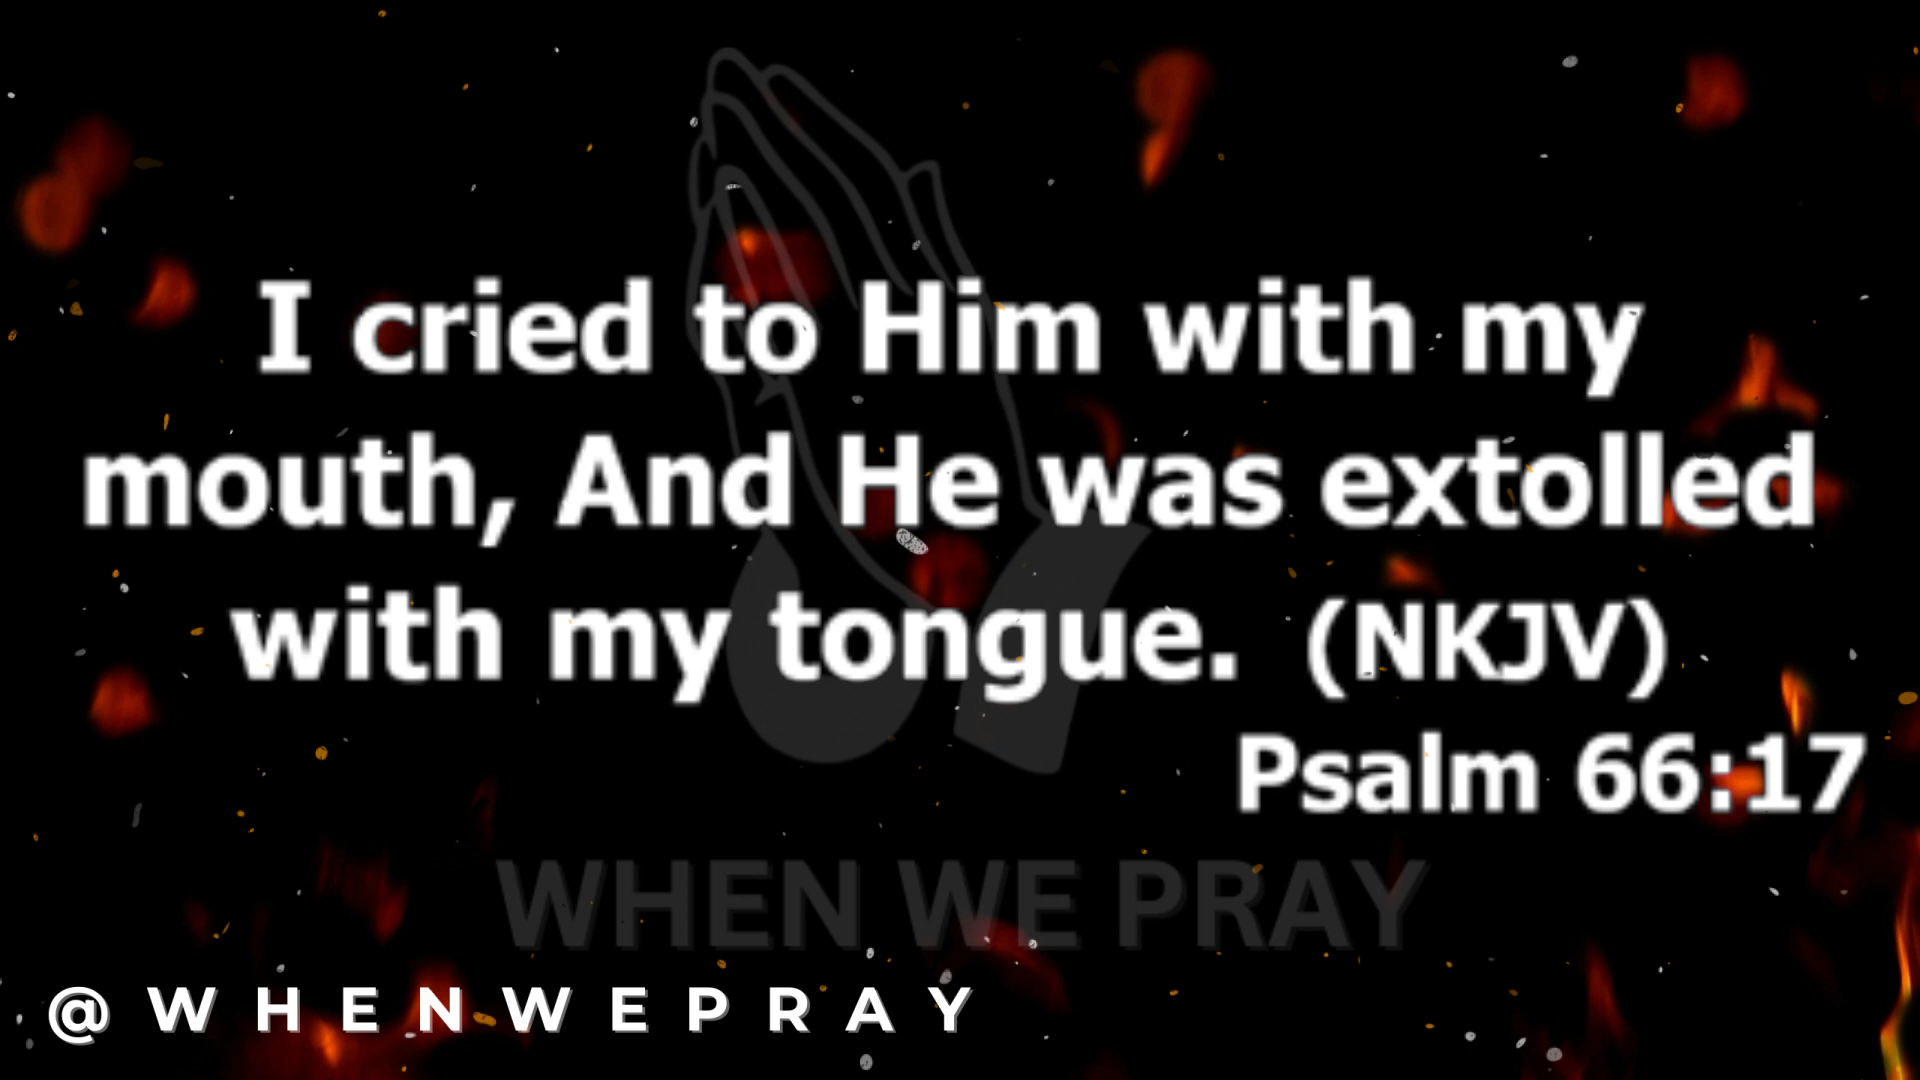 I cried to Him with my
mouth, And He was extolled
with my tongue. (NKJV)
Psalm 66:17
WHEN WE PRAY
@WHENWEPRAY